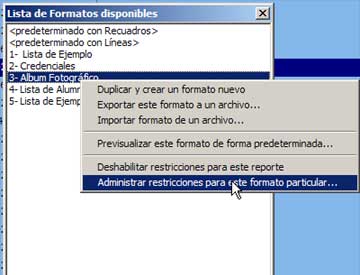 Lista de Formatos disponibles
<predeterminado con Recuadros>
<predeterminado con Líneas>
1- Lista de Ejemplo
2- Credenciales
3- Album Fotográfico
4- Lista de Alumn
5- Lista de Ejemp
Duplicar y crear un formato nuevo
Exportar este formato a un archivo...
Importar formato de un archivo...
Previsualizar este formato de forma predeterminada...
Deshabilitar restricciones para este reporte
Administrar restricciones para este formato particular...